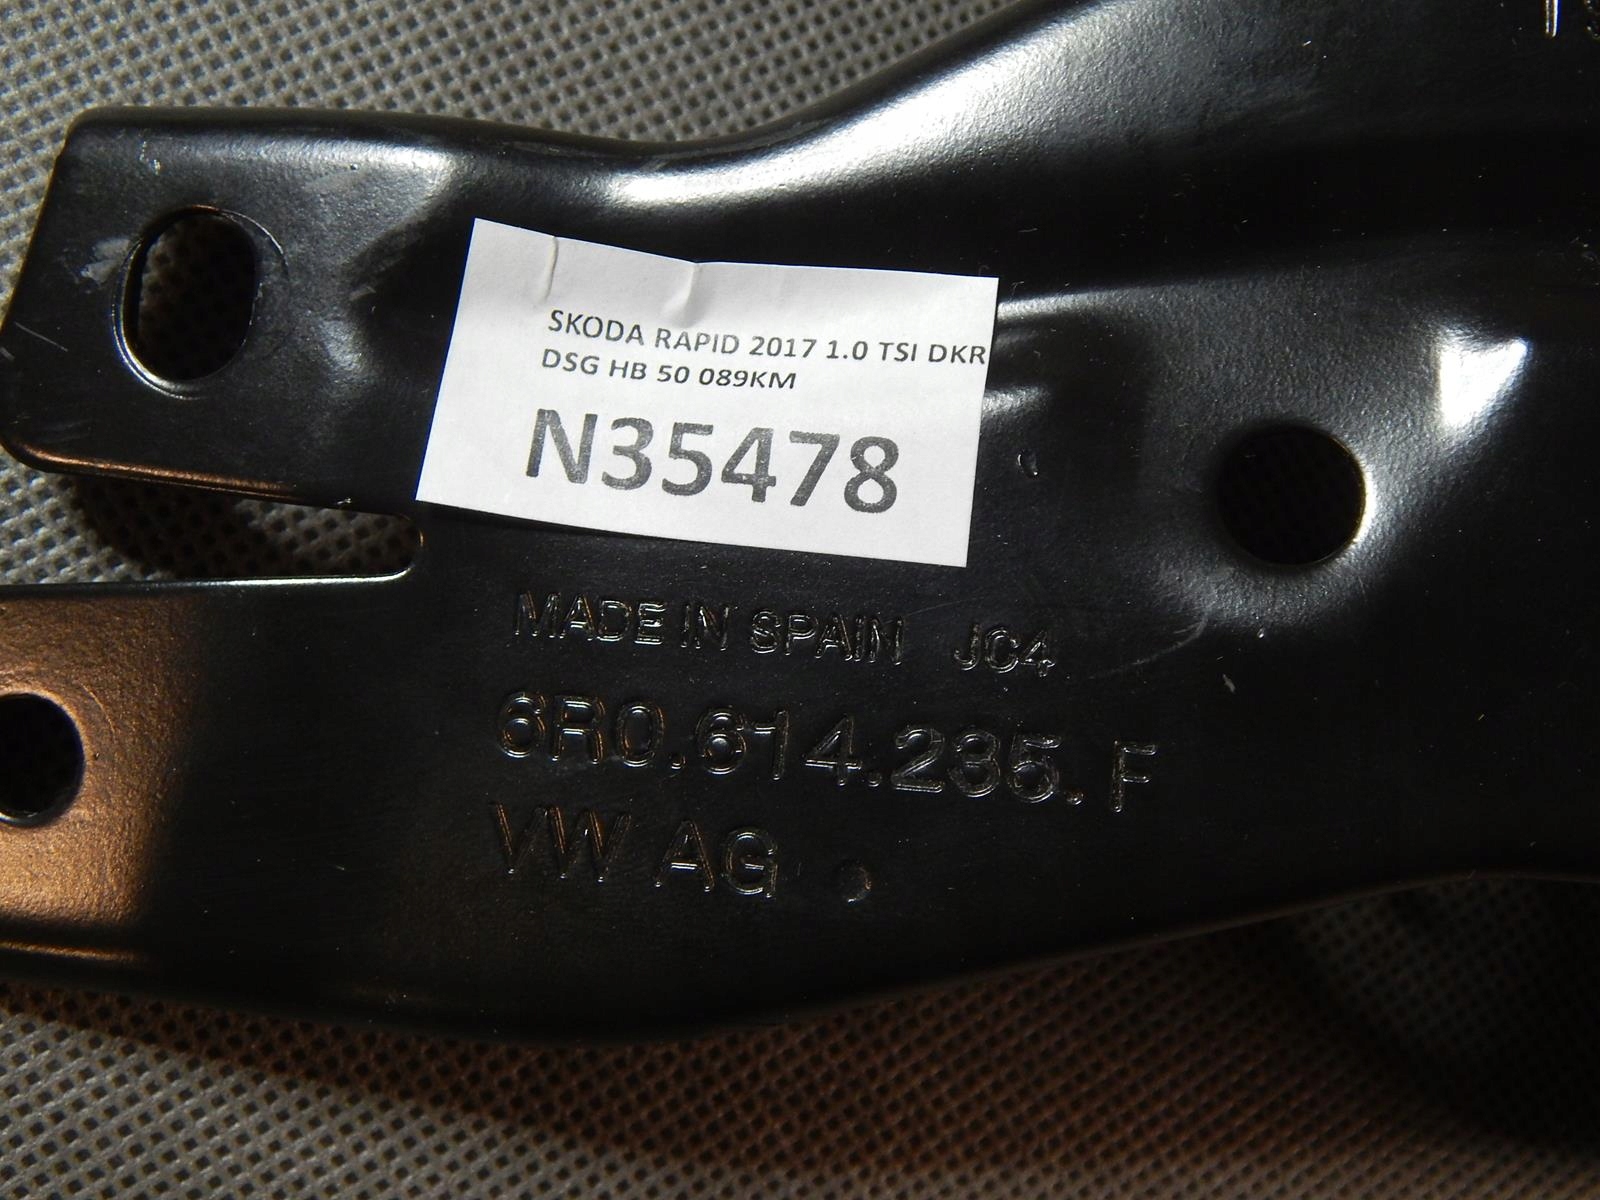 SKODA RAPID 2017 1.0 TSI DKR
DSG HB 50 089KM
N35478
MADE IN SPAIN JC4
6R0.614.235.F
VW AG